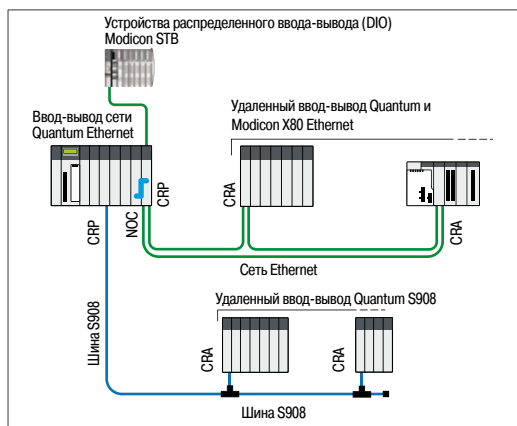 Устройства распределенного ввода-вывода (DIO)
Modicon STB
Ввод-вывод сети
Quantum Ethernet
Удаленный ввод-вывод Quantum и
Modicon X80 Ethernet
CRP
NOC
CRP
CRA
CRA
Сеть Ethernet
Шина S908
Удаленный ввод-вывод Quantum S908
CRA
CRA
Шина S908